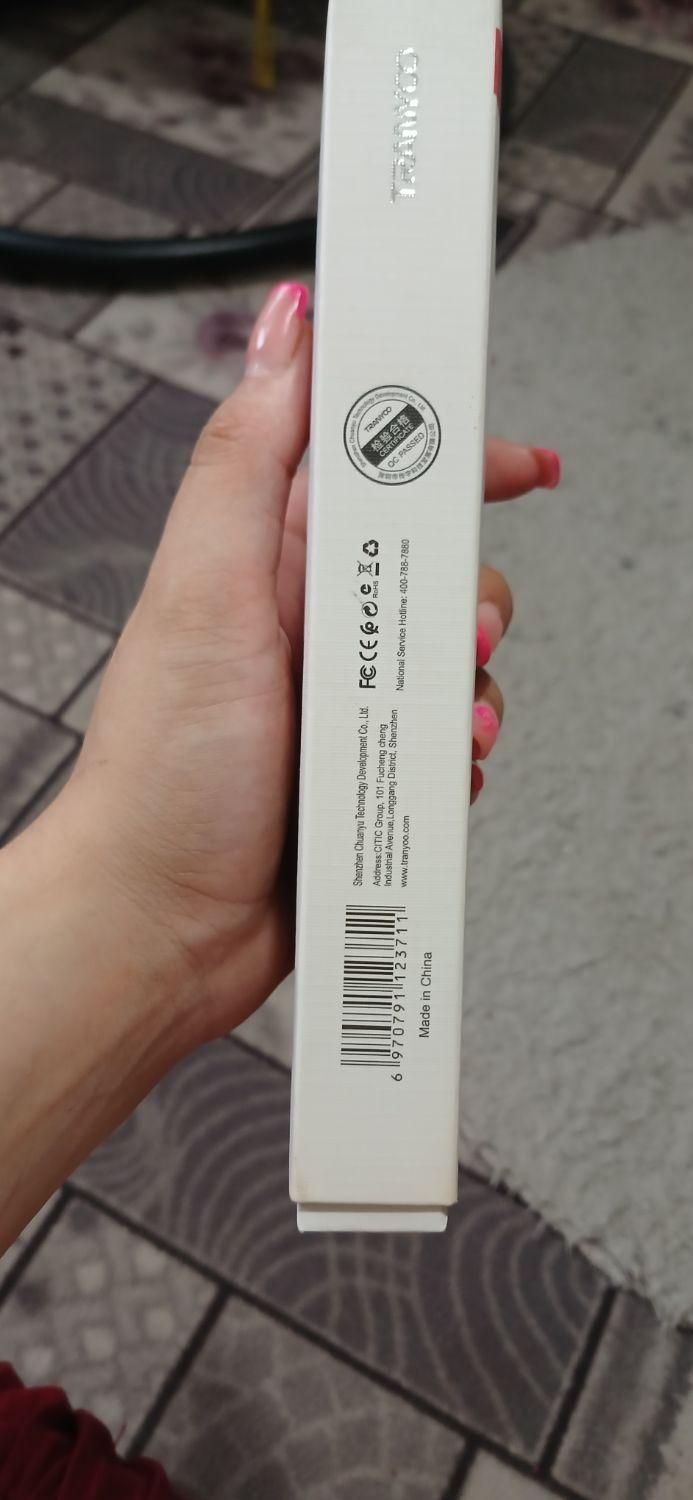 TRANYOO
Shenzhen Chuanyu Technology Development Co., Ltd.
TRANYOO
检验合格
CERTIFICATE
QC PASSED
FC CE RoHS
National Service Hotline: 400-788-7880
Shenzhen Chuanyu Technology Development Co., Ltd.
Address:CITIC Group, 101 Fucheng cheng
Industrial Avenue,Longgang District, Shenzhen
www.tranyoo.com
6 970791 123711
Made in China